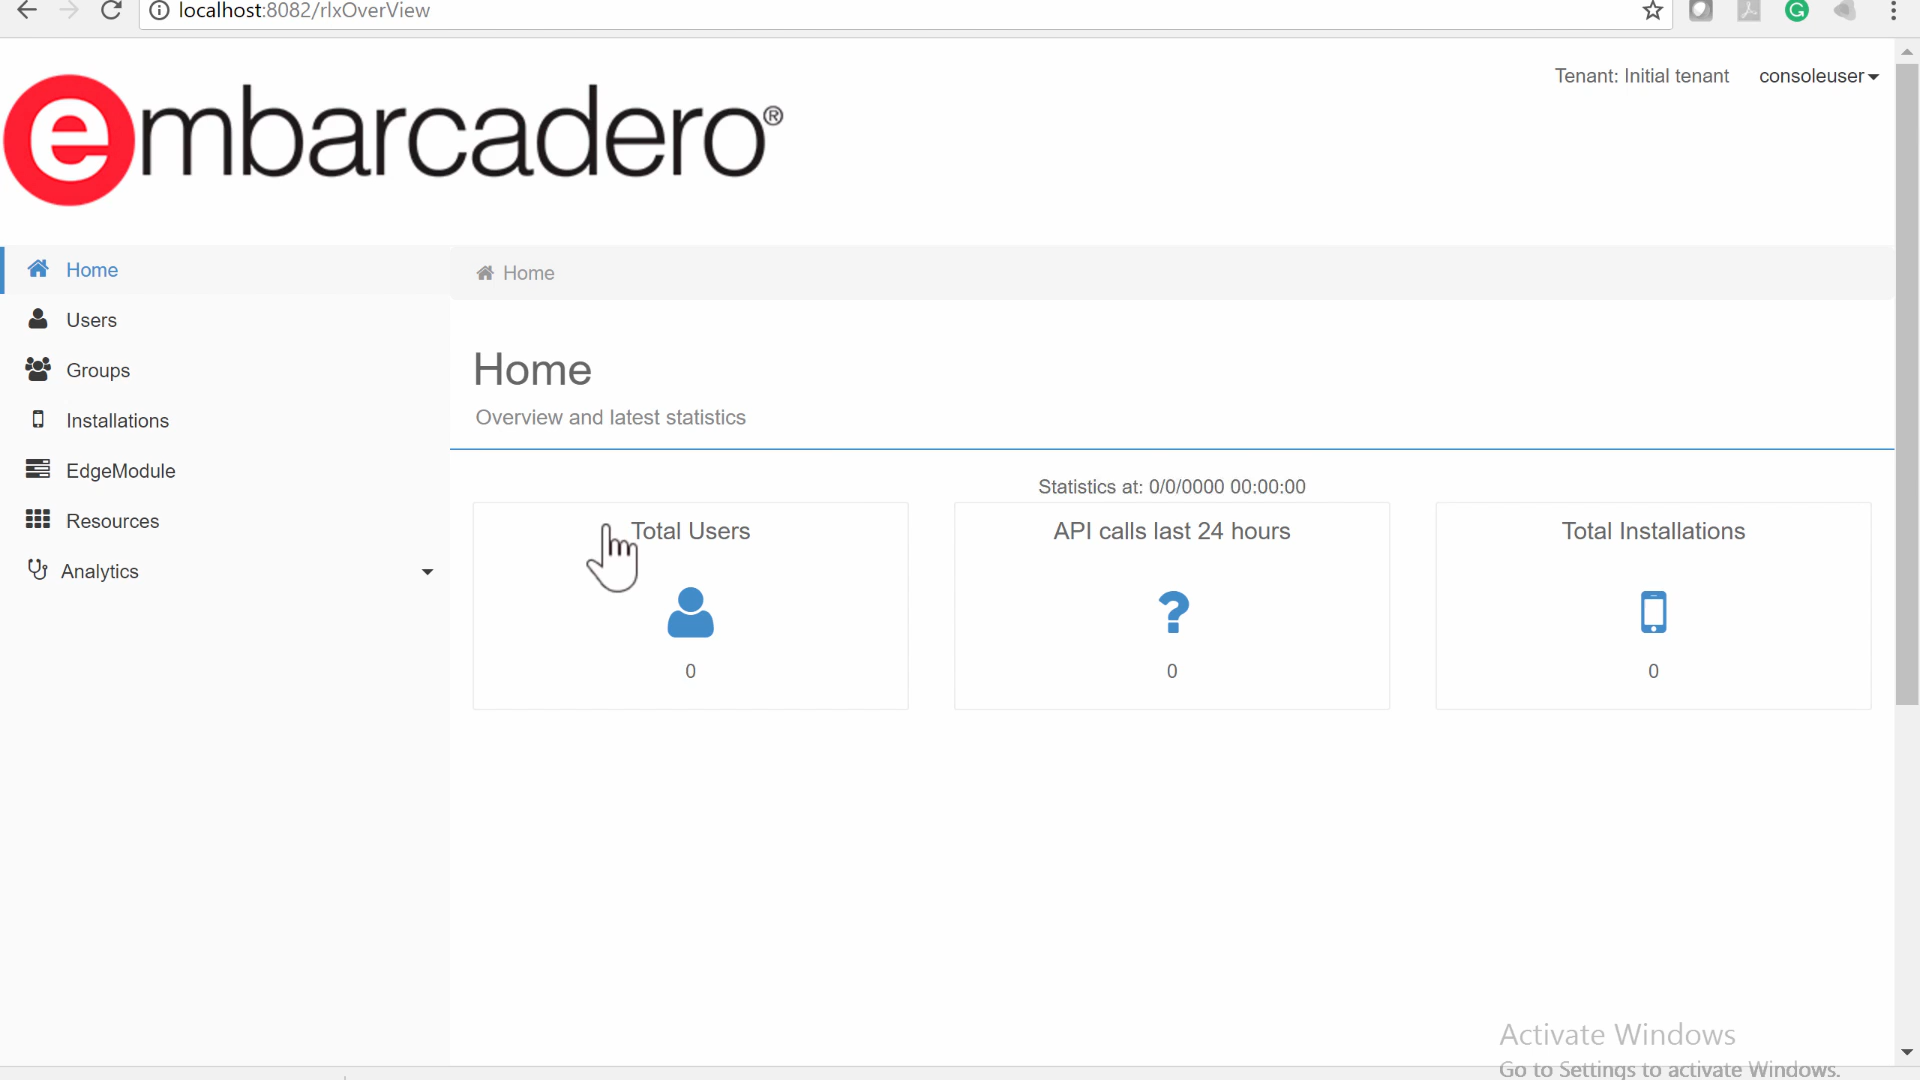 localhost:8082/rlxOverView
Tenant: Initial tenant consoleuser
embarcadero®
Home
Users
Groups
Installations
EdgeModule
Resources
Analytics
Home
Home
Overview and latest statistics
Statistics at: 0/0/0000 00:00:00
Total Users
0
API calls last 24 hours
0
Total Installations
0
Activate Windows
Go to Settings to activate Windows.